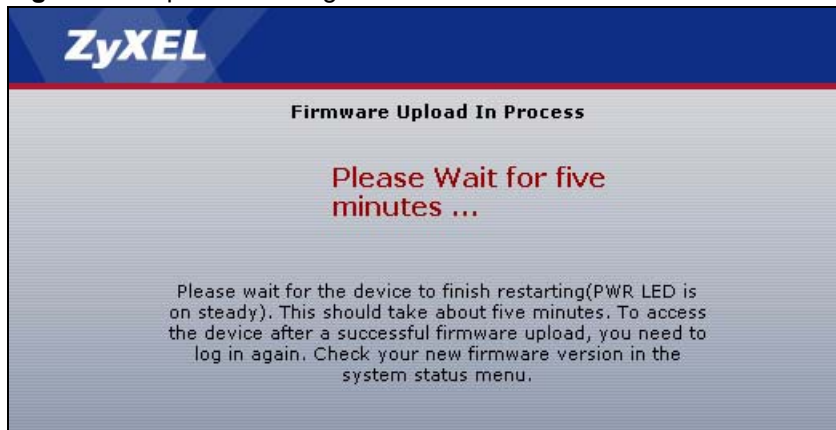 ZyXEL
Firmware Upload In Process
Please Wait for five
minutes ...
Please wait for the device to finish restarting(PWR LED is
on steady). This should take about five minutes. To access
the device after a successful firmware upload, you need to
log in again. Check your new firmware version in the
system status menu.